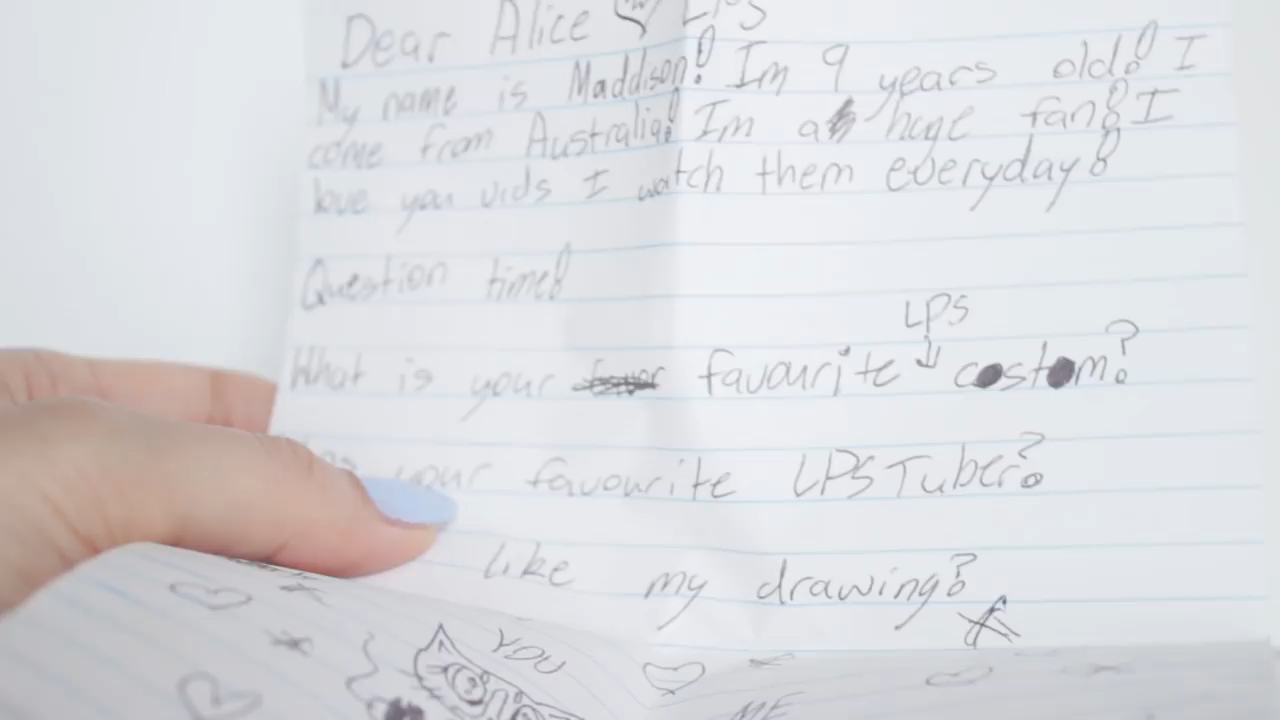 Dear Alice LPS
My name is Maddison! Im 9 years old! I
come from Australia! Im a huge fan! I
love you vids I watch them everyday!
Question time!
LPS
What is your favourite costom?
your favourite LPSTuber?
like my drawing?
YOU
ME